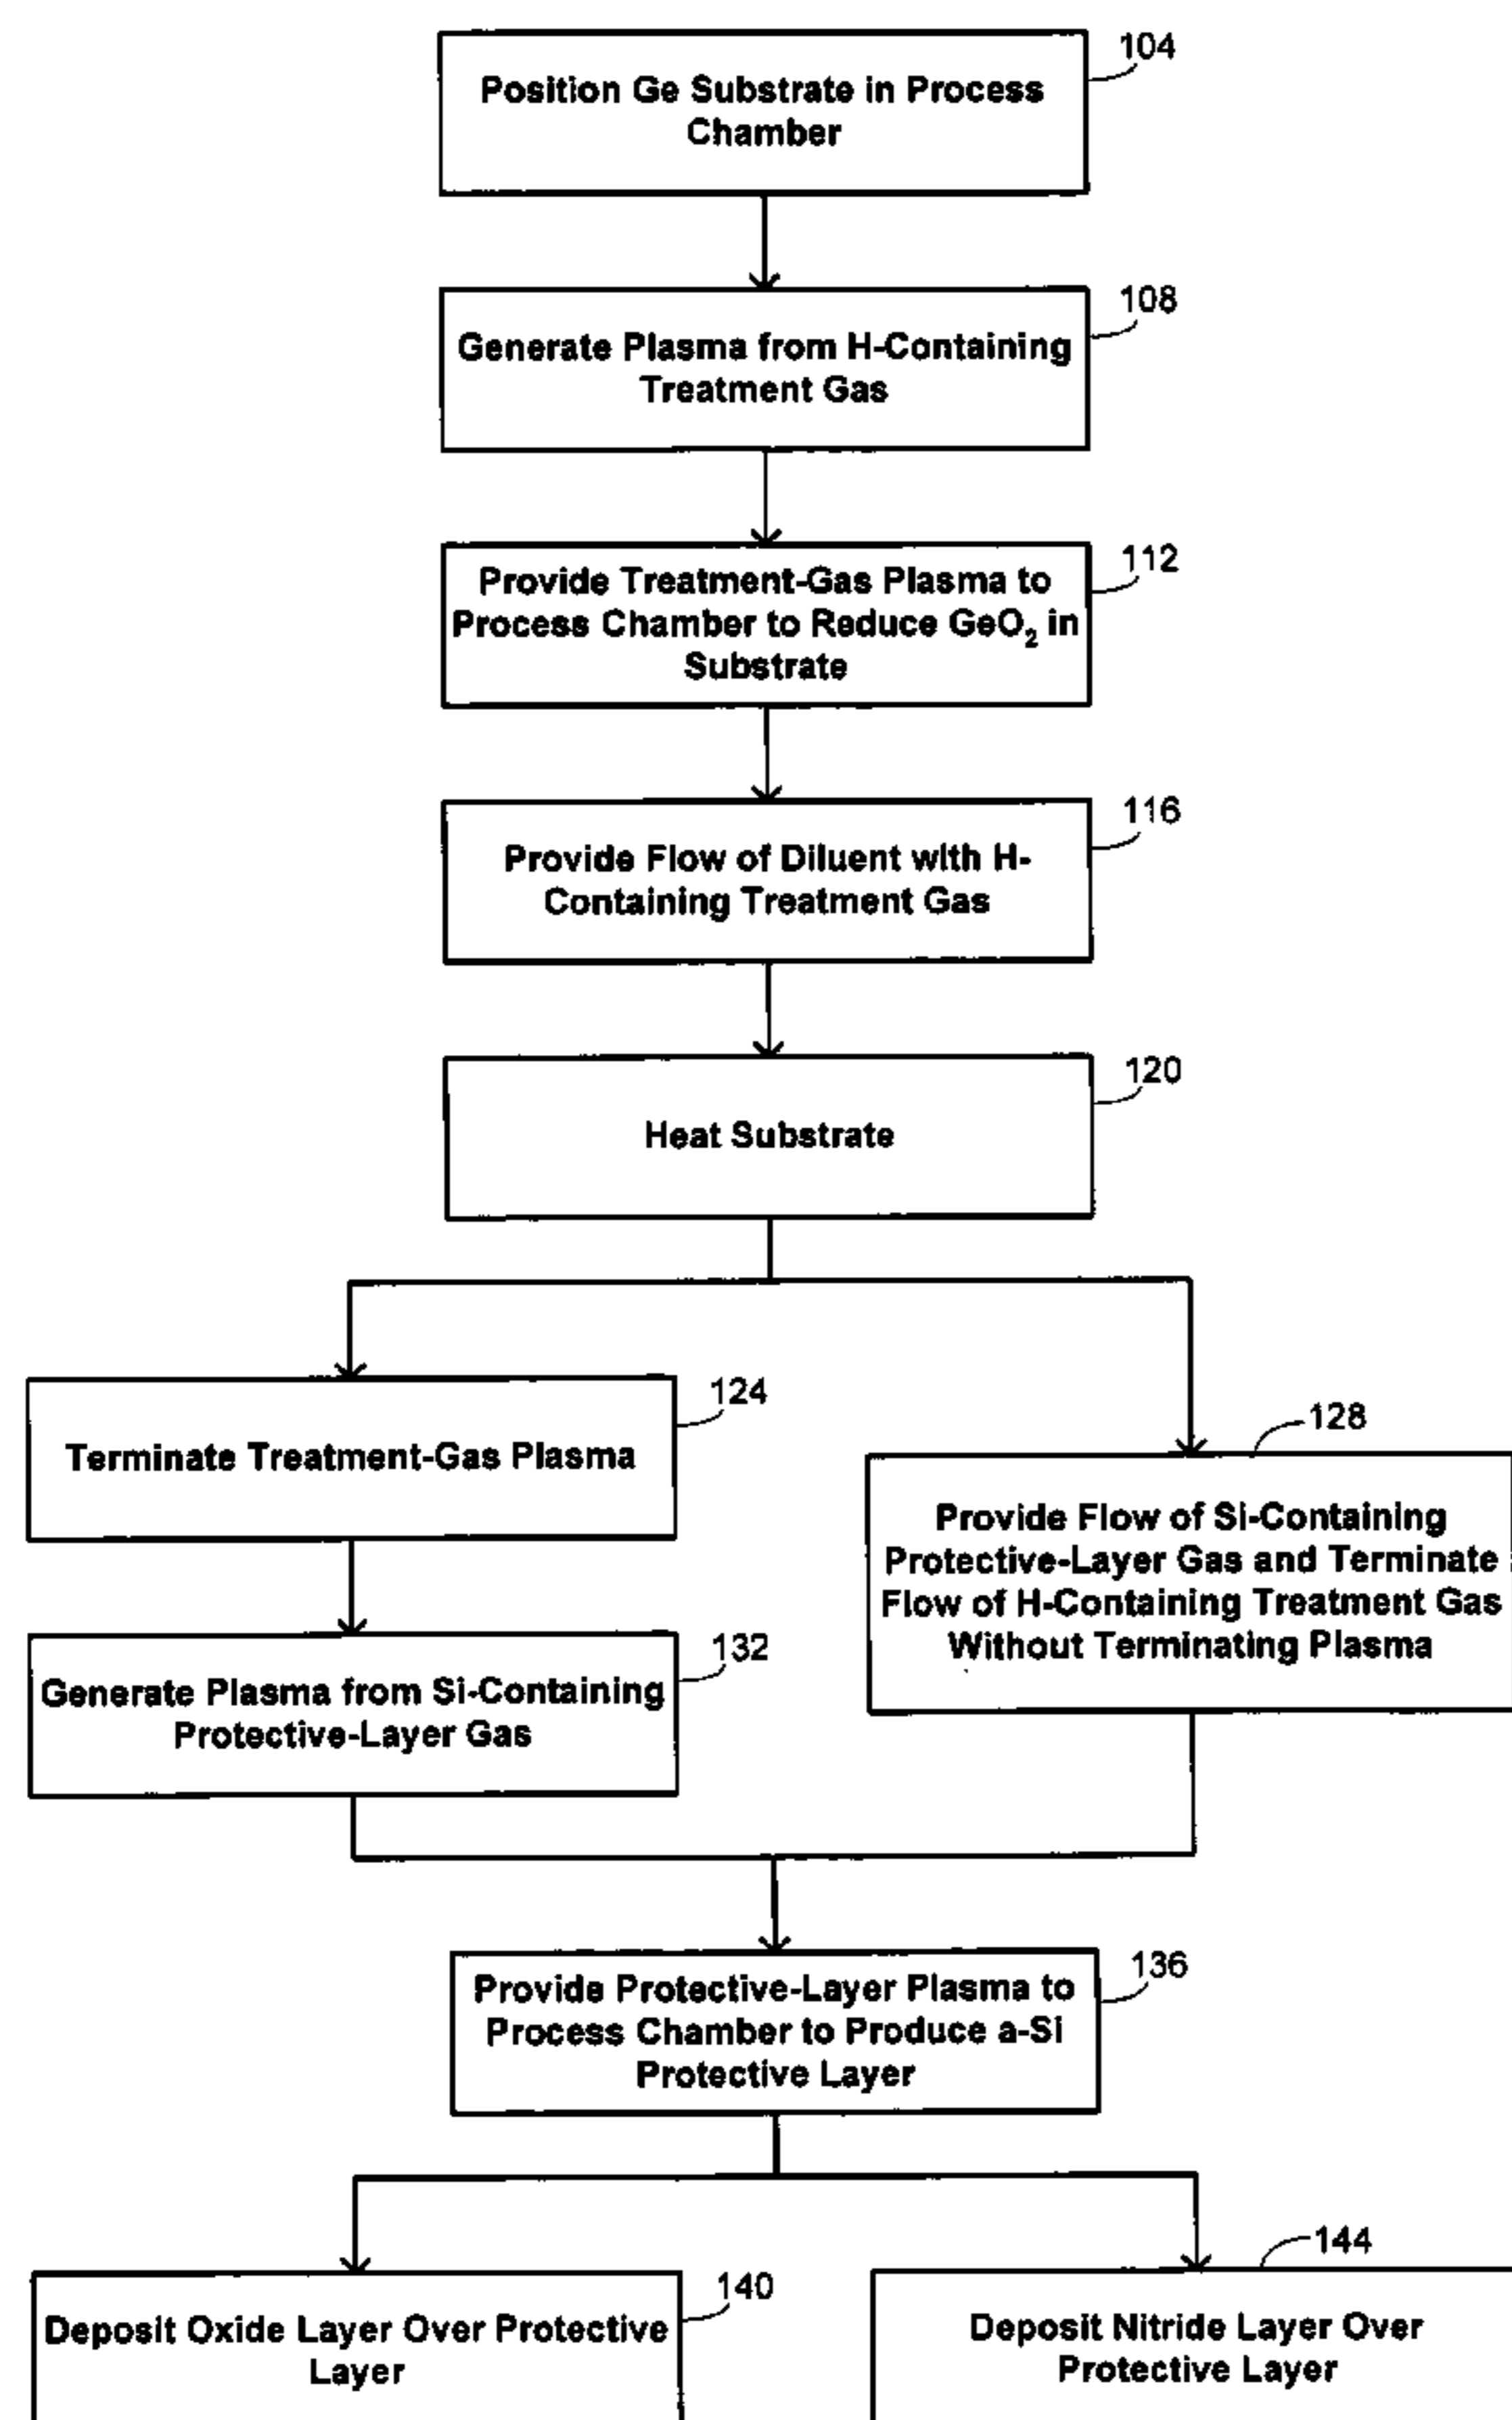 104
Position Ge Substrate in Process
Chamber
108
Generate Plasma from H-Containing
Treatment Gas
112
Provide Treatment-Gas Plasma to
Process Chamber to Reduce GeO₂ in
Substrate
116
Provide Flow of Diluent with H-
Containing Treatment Gas
120
Heat Substrate
124
Terminate Treatment-Gas Plasma
128
Provide Flow of Si-Containing
Protective-Layer Gas and Terminate
Flow of H-Containing Treatment Gas
Without Terminating Plasma
132
Generate Plasma from Si-Containing
Protective-Layer Gas
136
Provide Protective-Layer Plasma to
Process Chamber to Produce a-Si
Protective Layer
140
Deposit Oxide Layer Over Protective
Layer
144
Deposit Nitride Layer Over
Protective Layer